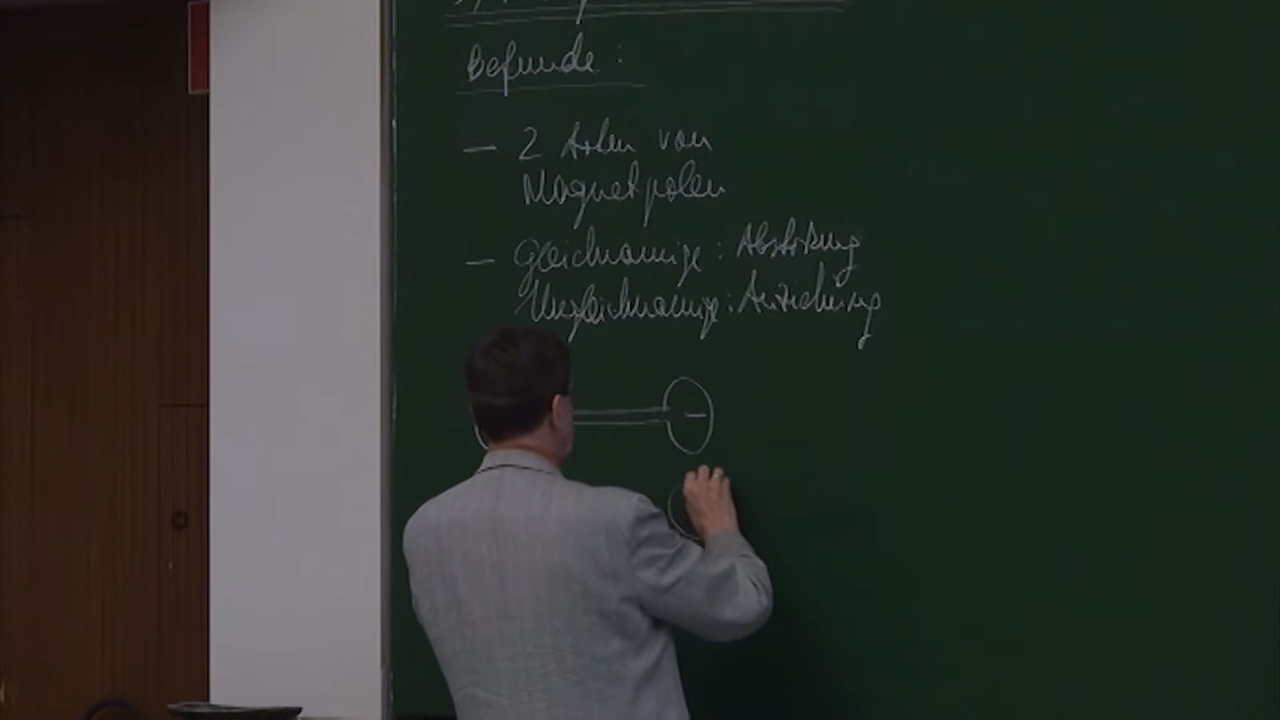 Befunde:
– 2 Arten von
Magnetpolen
– Gleichnamige: Abstoßung
Ungleichnamige: Anziehung
–